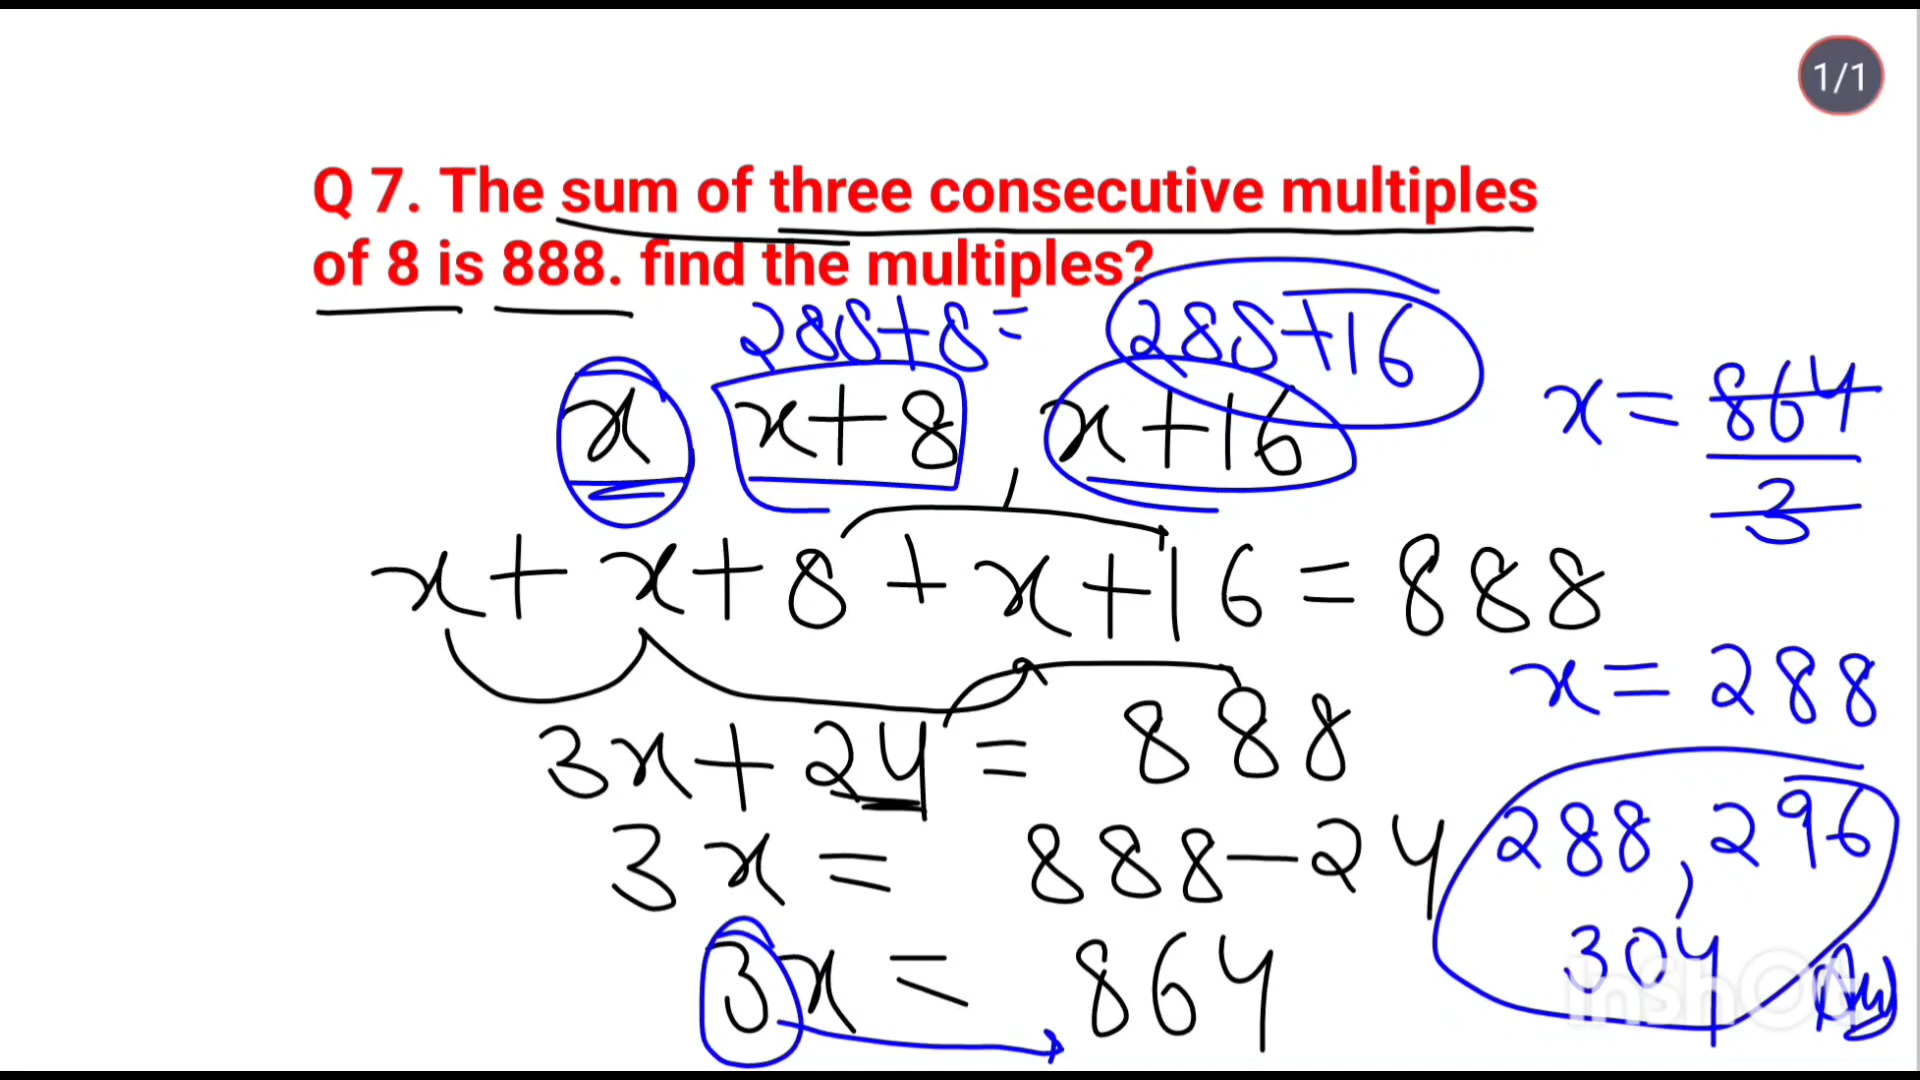 1/1
Q 7. The sum of three consecutive multiples
of 8 is 888. find the multiples?
288+8= 288+16
x x+8 x+16
x = 864/3
x + x + 8 + x + 16 = 888
x = 288
3x + 24 = 888
3x = 888 - 24
288, 296
304
3x = 864
InShOt